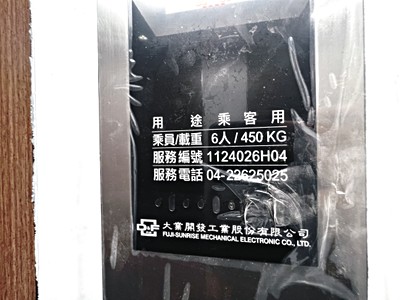 用 途 乘 客 用
乘員/載重 6人 / 450 KG
服務編號 1124026H04
服務電話 04-22625025
大業開發工業股份有限公司
FUJI-SUNRISE MECHANICAL ELECTRONIC CO., LTD.